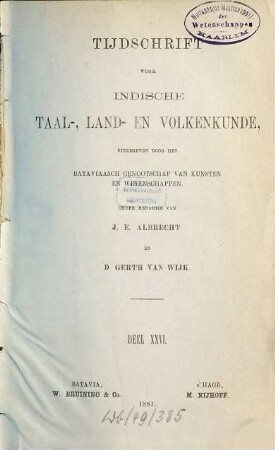 Hollandsche Maatschappij
der
Wetenschappen
HAARLEM
TIJDSCHRIFT
VOOR
INDISCHE
TAAL-, LAND- EN VOLKENKUNDE,
UITGEGEVEN DOOR HET
BATAVIAASCH GENOOTSCHAP VAN KUNSTEN
EN WETENSCHAPPEN.
ONDER REDACTIE VAN
J. E. ALBRECHT
EN
D GERTH VAN WIJK.
DEEL XXVI.
BATAVIA, 's HAGE
W. BRUINING & Co. M. NIJHOFF.
1881.